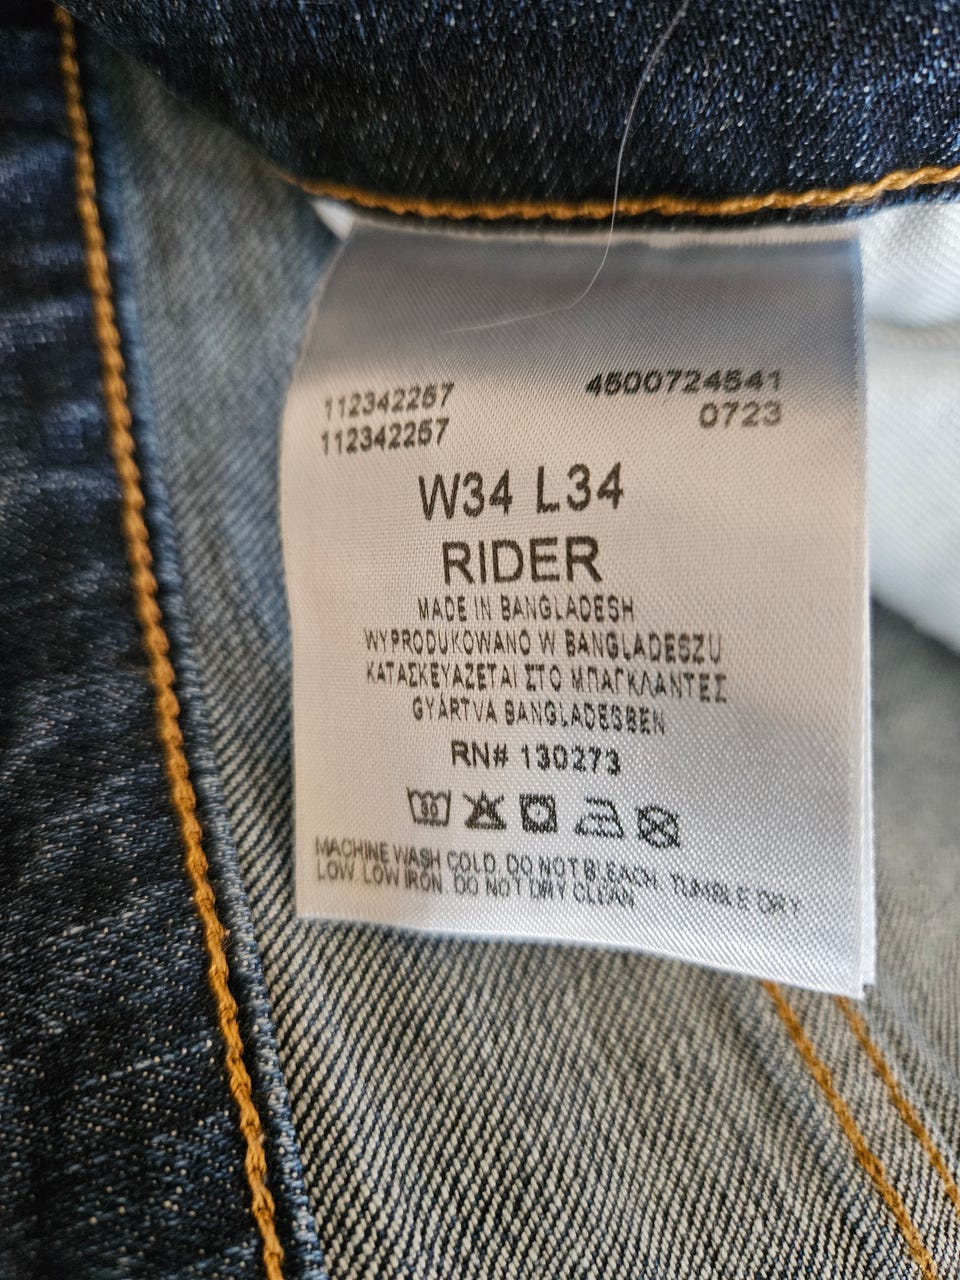 112342257 4500724541
112342257 0723
W34 L34
RIDER
MADE IN BANGLADESH
WYPRODUKOWANO W BANGLADESZU
ΚΑΤΑΣΚΕΥΑΖΕΤΑΙ ΣΤΟ ΜΠΑΓΚΛΑΝΤΕΣ
GYÁRTVA BANGLADESBEN
RN# 130273
30
MACHINE WASH COLD. DO NOT BLEACH. TUMBLE DRY
LOW. LOW IRON. DO NOT DRY CLEAN